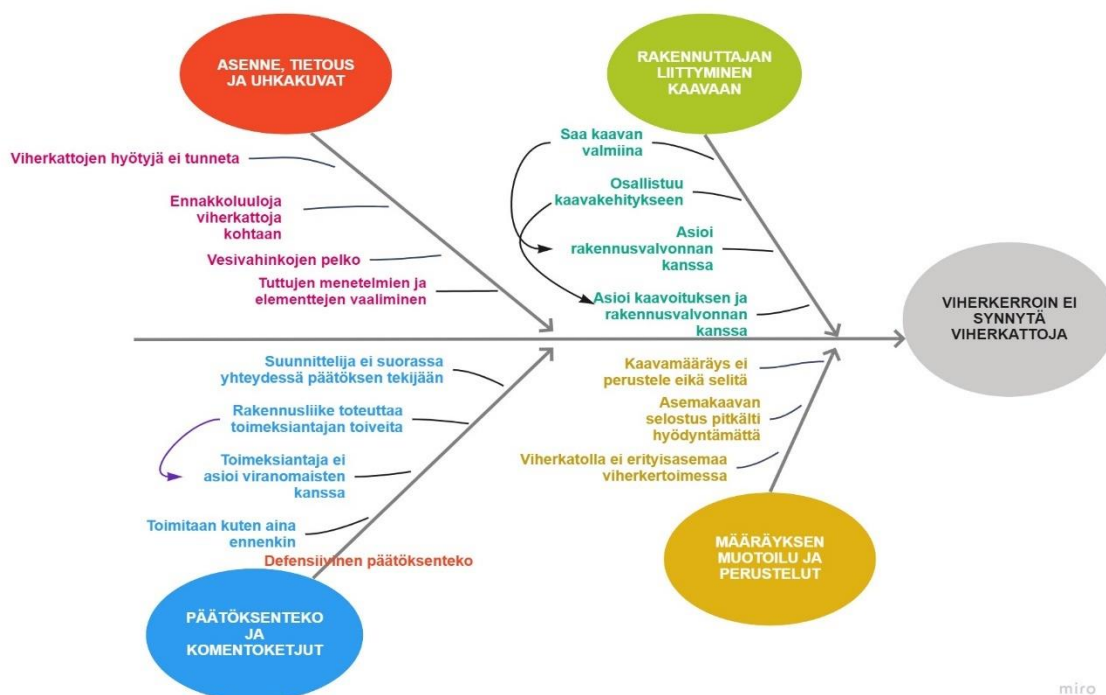 ASENNE, TIETOUS
JA UHKAKUVAT
Viherkattojen hyötyjä ei tunneta
Ennakkoluuloja
viherkattoja
kohtaan
Vesivahinkojen pelko
Tuttujen menetelmien ja
elementtejen vaaliminen
RAKENNUTTAJAN
LIITTYMINEN
KAAVAAN
Saa kaavan
valmiina
Osallistuu
kaavakehitykseen
Asioi
rakennusvalvonnan
kanssa
Asioi kaavoituksen ja
rakennusvalvonnan
kanssa
VIHERKERROIN EI
SYNNYTÄ
VIHERKATTOJA
Suunnittelija ei suorassa
yhteydessä päätöksen tekijään
Rakennusliike toteuttaa
toimeksiantajan toiveita
Toimeksiantaja ei
asioi viranomaisten
kanssa
Toimitaan kuten aina
ennenkin
Defensiivinen päätöksenteko
PÄÄTÖKSENTEKO
JA
KOMENTOKETJUT
Kaavamääräys ei
perustele eikä selitä
Asemakaavan
selostus pitkälti
hyödyntämättä
Viherkatolla ei erityisasemaa
viherkertoimessa
MÄÄRÄYKSEN
MUOTOILU JA
PERUSTELUT
miro